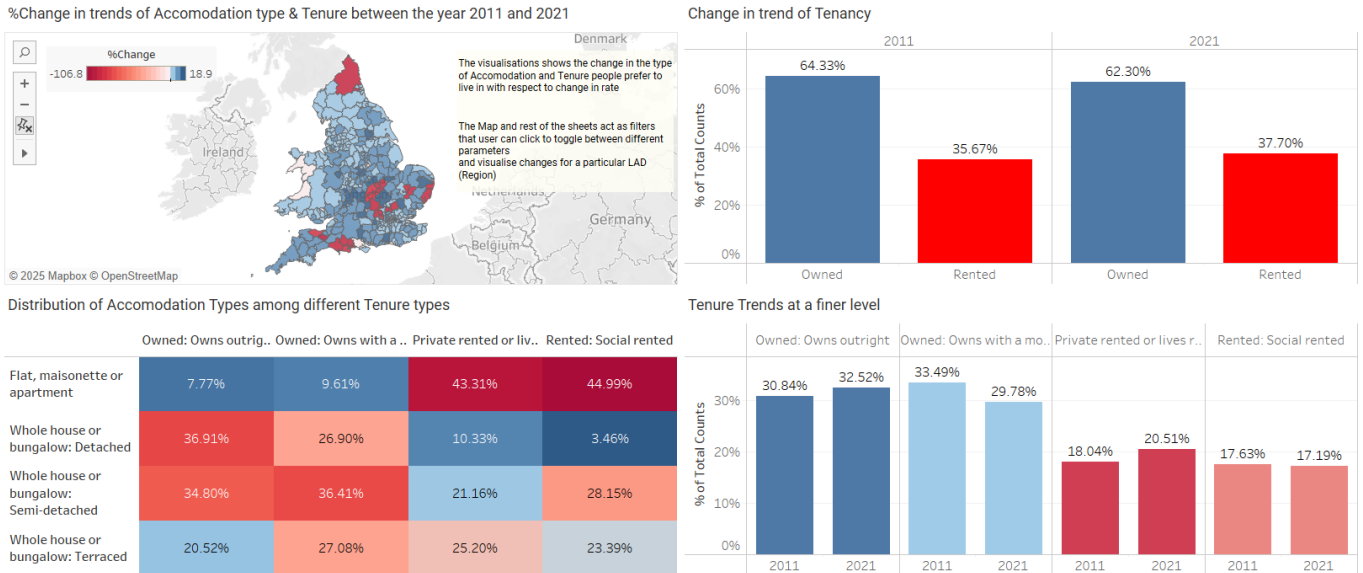 %Change in trends of Accomodation type & Tenure between the year 2011 and 2021
%Change
-106.8
18.9
Denmark
Ireland
Netherlands
Germany
Belgium
The visualisations shows the change in the type
of Accomodation and Tenure people prefer to
live in with respect to change in rate
The Map and rest of the sheets act as filters
that user can click to toggle between different
parameters
and visualise changes for a particular LAD
(Region)
© 2025 Mapbox © OpenStreetMap
Change in trend of Tenancy
2011
2021
% of Total Counts
60%
40%
20%
0%
64.33%
35.67%
62.30%
37.70%
Owned
Rented
Owned
Rented
Distribution of Accomodation Types among different Tenure types
Owned: Owns outrig.. Owned: Owns with a .. Private rented or liv.. Rented: Social rented
Flat, maisonette or
apartment
7.77% 9.61% 43.31% 44.99%
Whole house or
bungalow: Detached
36.91% 26.90% 10.33% 3.46%
Whole house or
bungalow:
Semi-detached
34.80% 36.41% 21.16% 28.15%
Whole house or
bungalow: Terraced
20.52% 27.08% 25.20% 23.39%
Tenure Trends at a finer level
Owned: Owns outright Owned: Owns with a mo.. Private rented or lives r.. Rented: Social rented
% of Total Counts
30%
20%
10%
0%
30.84% 32.52% 33.49% 29.78% 18.04% 20.51% 17.63% 17.19%
2011 2021 2011 2021 2011 2021 2011 2021